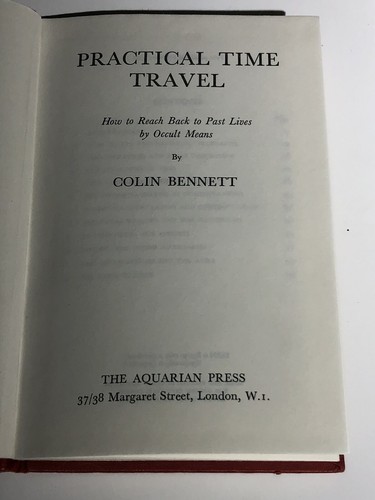 PRACTICAL TIME
TRAVEL
How to Reach Back to Past Lives
by Occult Means
By
COLIN BENNETT
THE AQUARIAN PRESS
37/38 Margaret Street, London, W.1.